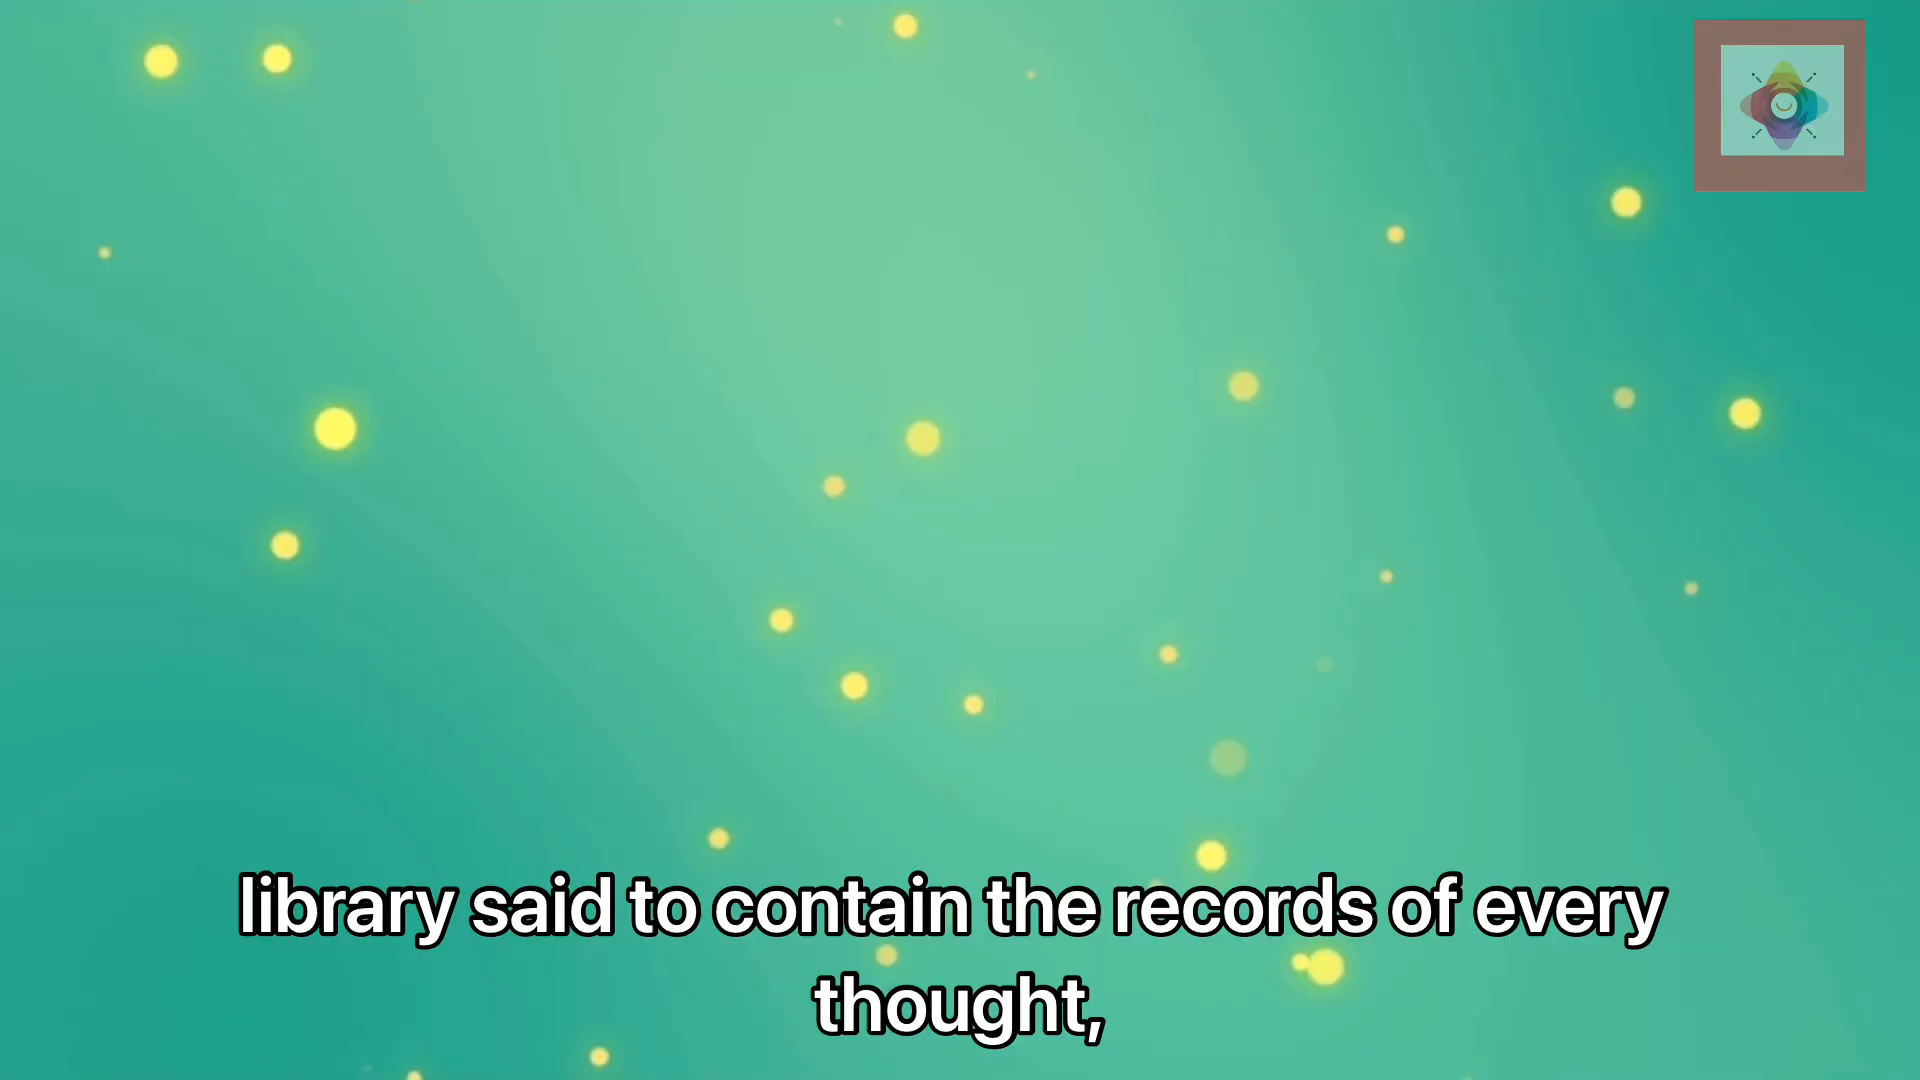 library said to contain the records of every
thought,